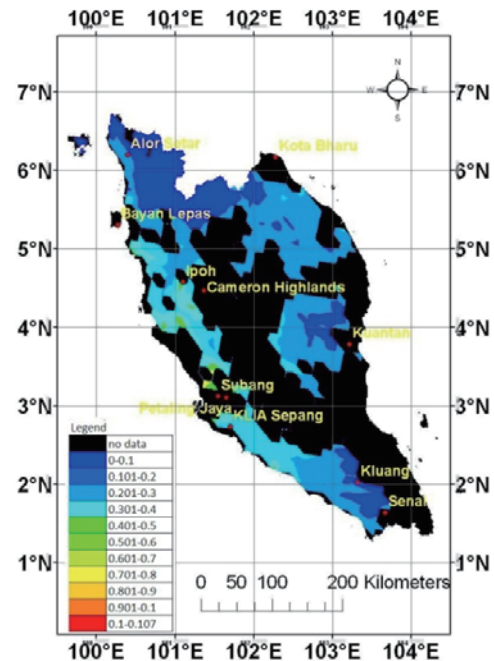 100°E 101°E 102°E 103°E 104°E
N
W E
S
7°N 7°N
6°N 6°N
5°N 5°N
4°N 4°N
3°N 3°N
2°N 2°N
1°N 1°N
Alor Setar
Kota Bharu
Bayan Lepas
Ipoh
Cameron Highlands
Kuantan
Subang
Petaling Jaya
KLIA Sepang
Kluang
Senai
Legend
no data
0-0.1
0.101-0.2
0.201-0.3
0.301-0.4
0.401-0.5
0.501-0.6
0.601-0.7
0.701-0.8
0.801-0.9
0.901-0.1
0.1-0.107
0 50 100 200 Kilometers
100°E 101°E 102°E 103°E 104°E